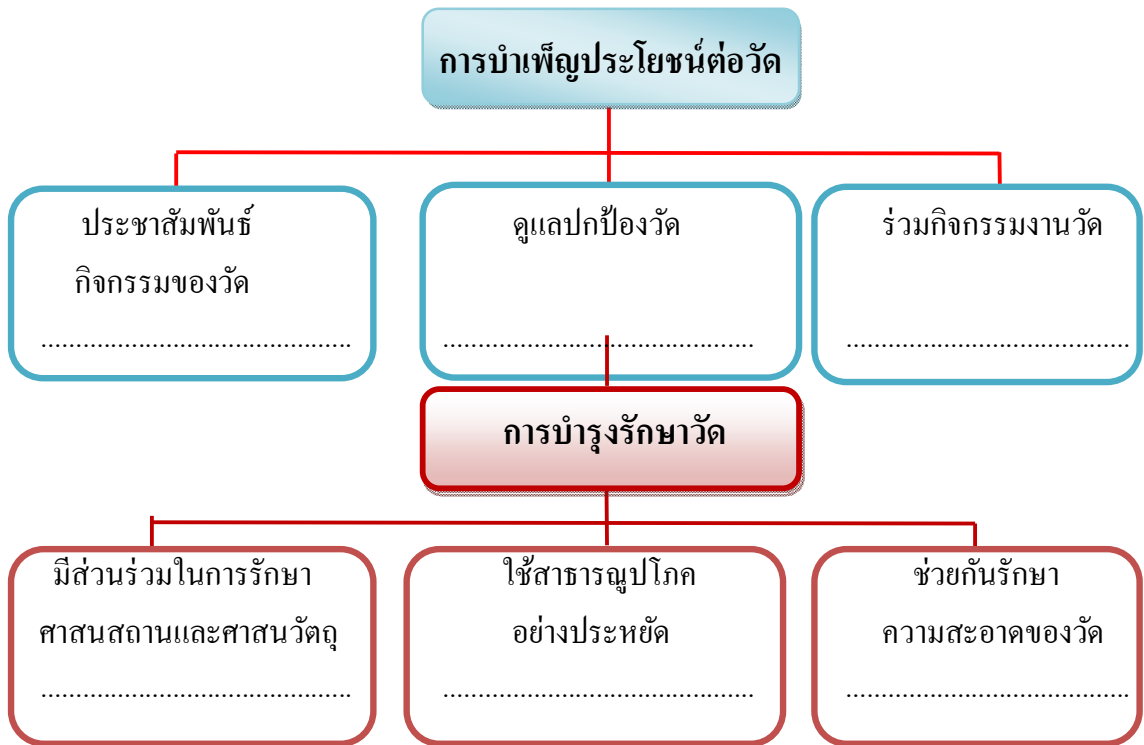 การบำเพ็ญประโยชน์ต่อวัด
ประชาสัมพันธ์
กิจกรรมของวัด
.............................................
ดูแลปกป้องวัด
.............................................
ร่วมกิจกรรมงานวัด
.........................................
การบำรุงรักษาวัด
มีส่วนร่วมในการรักษา
ศาสนสถานและศาสนวัตถุ
.............................................
ใช้สาธารณูปโภค
อย่างประหยัด
.............................................
ช่วยกันรักษา
ความสะอาดของวัด
.........................................